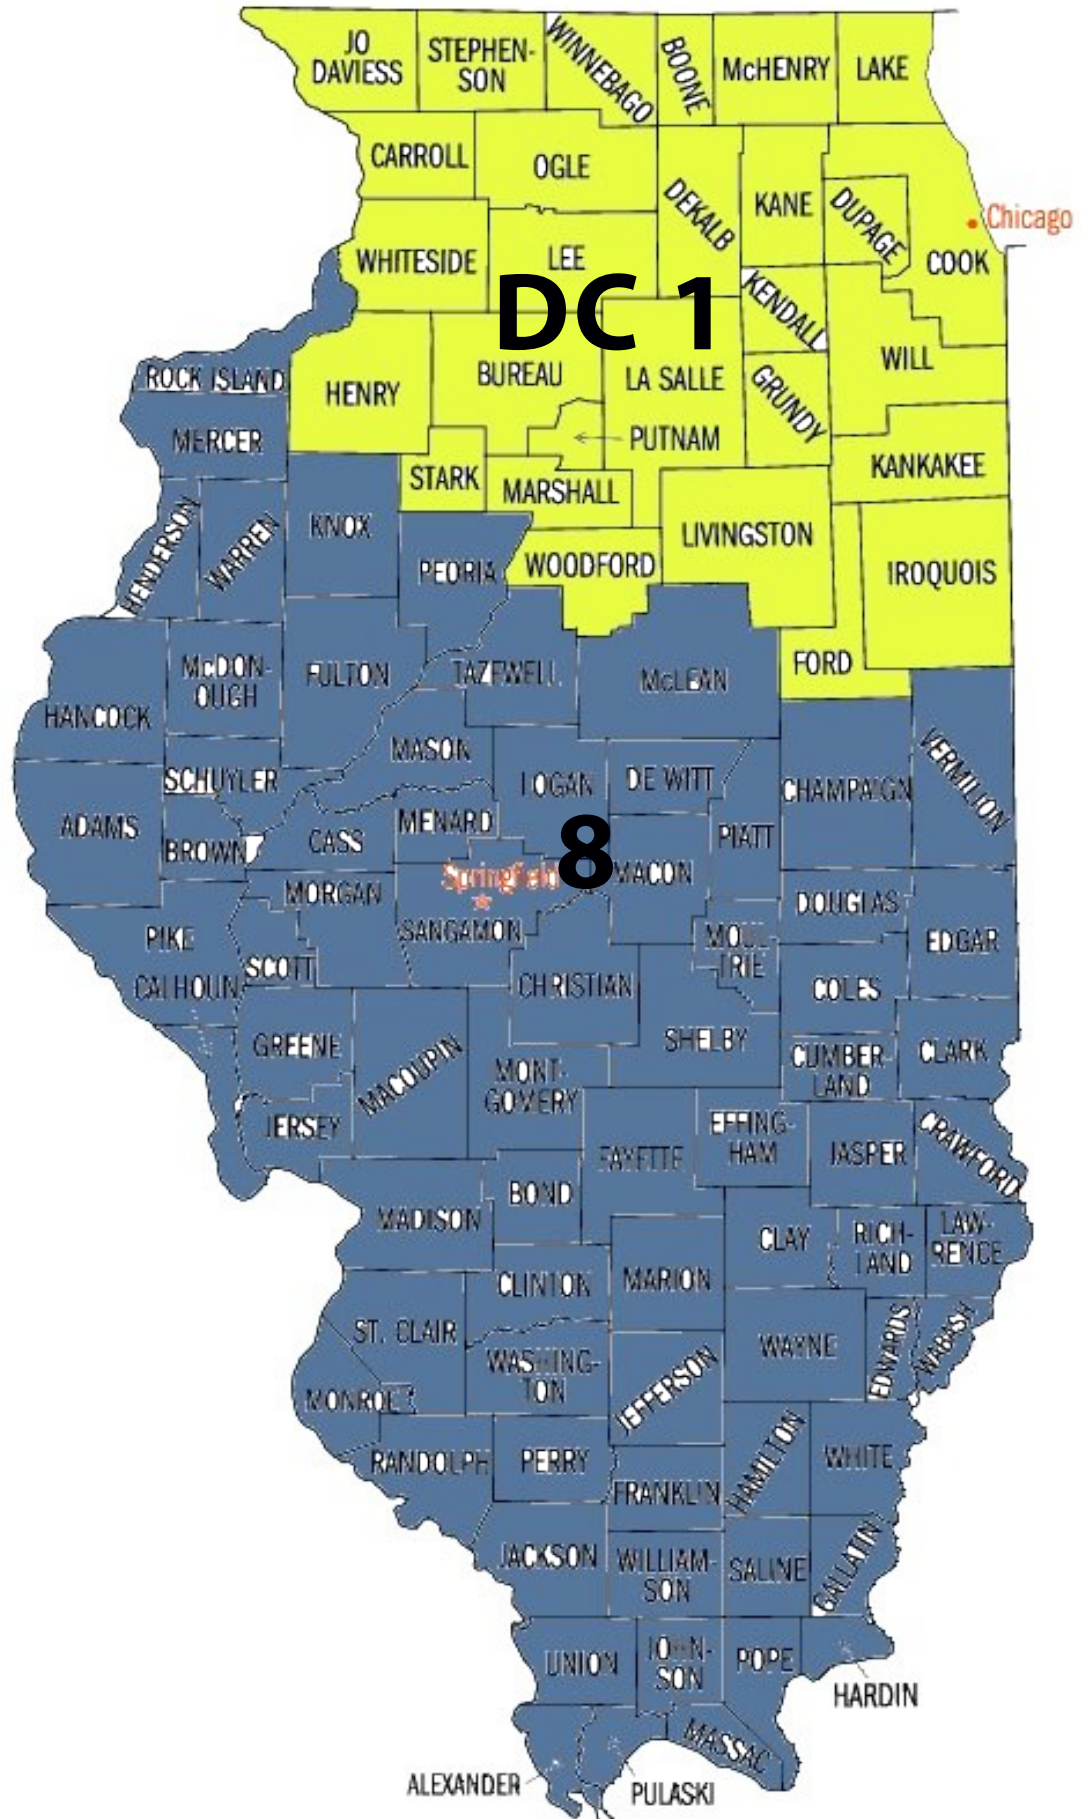 JO
DAVIESS
STEPHEN-
SON
WINNEBAGO
BOONE
McHENRY
LAKE
CARROLL
OGLE
DEKALB
KANE
DUPAGE
Chicago
COOK
WHITESIDE
LEE
DC 1
KENDALL
WILL
ROCK ISLAND
HENRY
BUREAU
LA SALLE
GRUNDY
MERCER
PUTNAM
KANKAKEE
STARK
MARSHALL
HENDERSON
WARREN
KNOX
PEORIA
WOODFORD
LIVINGSTON
IROQUOIS
HANCOCK
McDON-
OUGH
FULTON
TAZEWELL
McLEAN
FORD
MASON
SCHUYLER
LOGAN
DE WITT
CHAMPAIGN
VERMILION
ADAMS
BROWN
CASS
MENARD
8
PIATT
Springfield
MACON
MORGAN
SANGAMON
DOUGLAS
EDGAR
PIKE
SCOTT
MOUL-
TRIE
CALHOUN
CHRISTIAN
COLES
GREENE
MACOUPIN
MONT-
GOMERY
SHELBY
CUMBER-
LAND
CLARK
JERSEY
FAYETTE
EFFING-
HAM
JASPER
CRAWFORD
MADISON
BOND
CLAY
RICH-
LAND
LAW-
RENCE
CLINTON
MARION
ST. CLAIR
WASHING-
TON
JEFFERSON
WAYNE
EDWARDS
WABASH
MONROE
RANDOLPH
PERRY
FRANKLIN
HAMILTON
WHITE
JACKSON
WILLIAM-
SON
SALINE
GALLATIN
UNION
JOHN-
SON
POPE
HARDIN
MASSAC
ALEXANDER
PULASKI